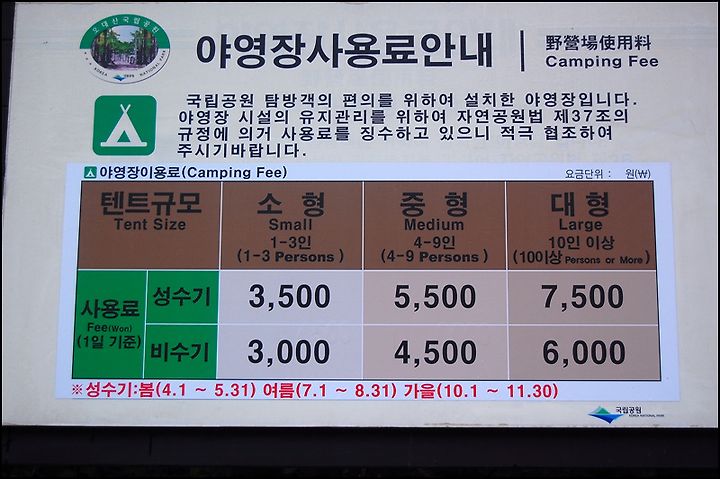 오대산국립공원
야영장사용료안내
野營場使用料
Camping Fee
국립공원 탐방객의 편의를 위하여 설치한 야영장입니다.
야영장 시설의 유지관리를 위하여 자연공원법 제37조의
규정에 의거 사용료를 징수하고 있으니 적극 협조하여
주시기바랍니다.
야영장이용료(Camping Fee)
요금단위 : 원(₩)
텐트규모
Tent Size
소 형
Small
1-3인
(1-3 Persons)
중 형
Medium
4-9인
(4-9 Persons)
대 형
Large
10인 이상
(10이상 Persons or More)
사용료
Fee(Won)
(1일 기준)
성수기
3,500
5,500
7,500
비수기
3,000
4,500
6,000
※성수기:봄(4.1 ~ 5.31) 여름(7.1 ~ 8.31) 가을(10.1 ~ 11.30)
국립공원
KOREA NATIONAL PARK